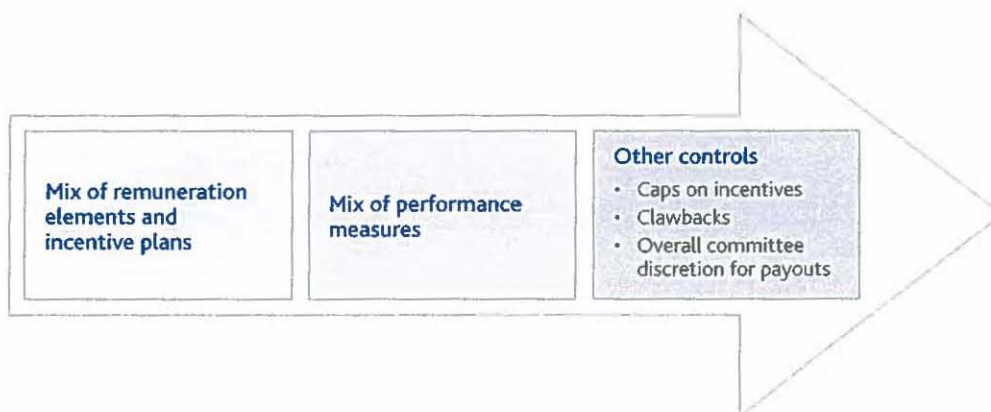 Mix of remuneration
elements and
incentive plans
Mix of performance
measures
Other controls
• Caps on incentives
• Clawbacks
• Overall committee
discretion for payouts